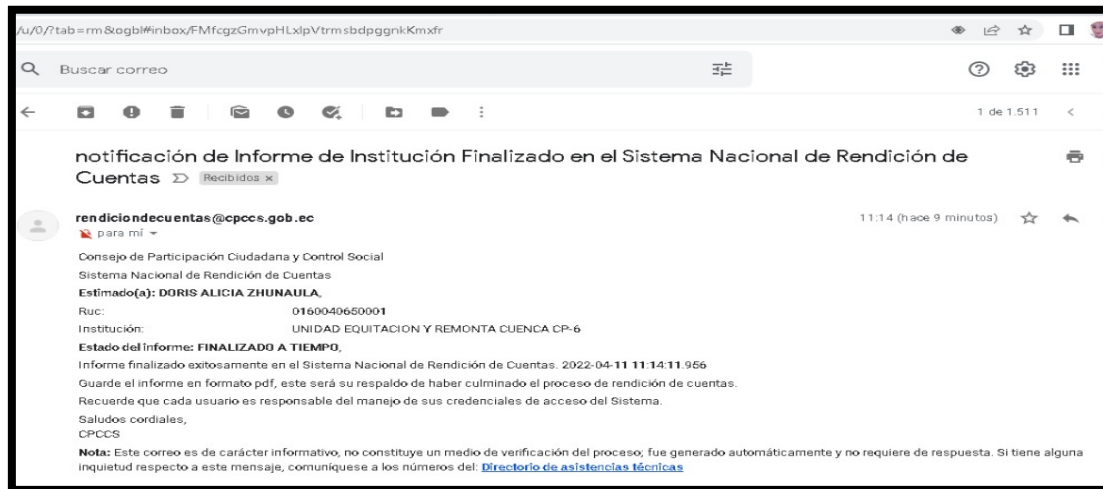 /u/0/?tab=rm&ogbl#inbox/FMfcgzGmvpHLxlpVtrmsbdpggnkKmxfr
Buscar correo
1 de 1.511
notificación de Informe de Institución Finalizado en el Sistema Nacional de Rendición de
Cuentas Recibidos x
rendiciondecuentas@cpccs.gob.ec 11:14 (hace 9 minutos)
para mí
Consejo de Participación Ciudadana y Control Social
Sistema Nacional de Rendición de Cuentas
Estimado(a): DORIS ALICIA ZHUNAULA,
Ruc: 0160040650001
Institución: UNIDAD EQUITACION Y REMONTA CUENCA CP-6
Estado del informe: FINALIZADO A TIEMPO,
Informe finalizado exitosamente en el Sistema Nacional de Rendición de Cuentas. 2022-04-11 11:14:11.956
Guarde el informe en formato pdf, este será su respaldo de haber culminado el proceso de rendición de cuentas.
Recuerde que cada usuario es responsable del manejo de sus credenciales de acceso del Sistema.
Saludos cordiales,
CPCCS
Nota: Este correo es de carácter informativo, no constituye un medio de verificación del proceso; fue generado automáticamente y no requiere de respuesta. Si tiene alguna
inquietud respecto a este mensaje, comuníquese a los números del: Directorio de asistencias técnicas